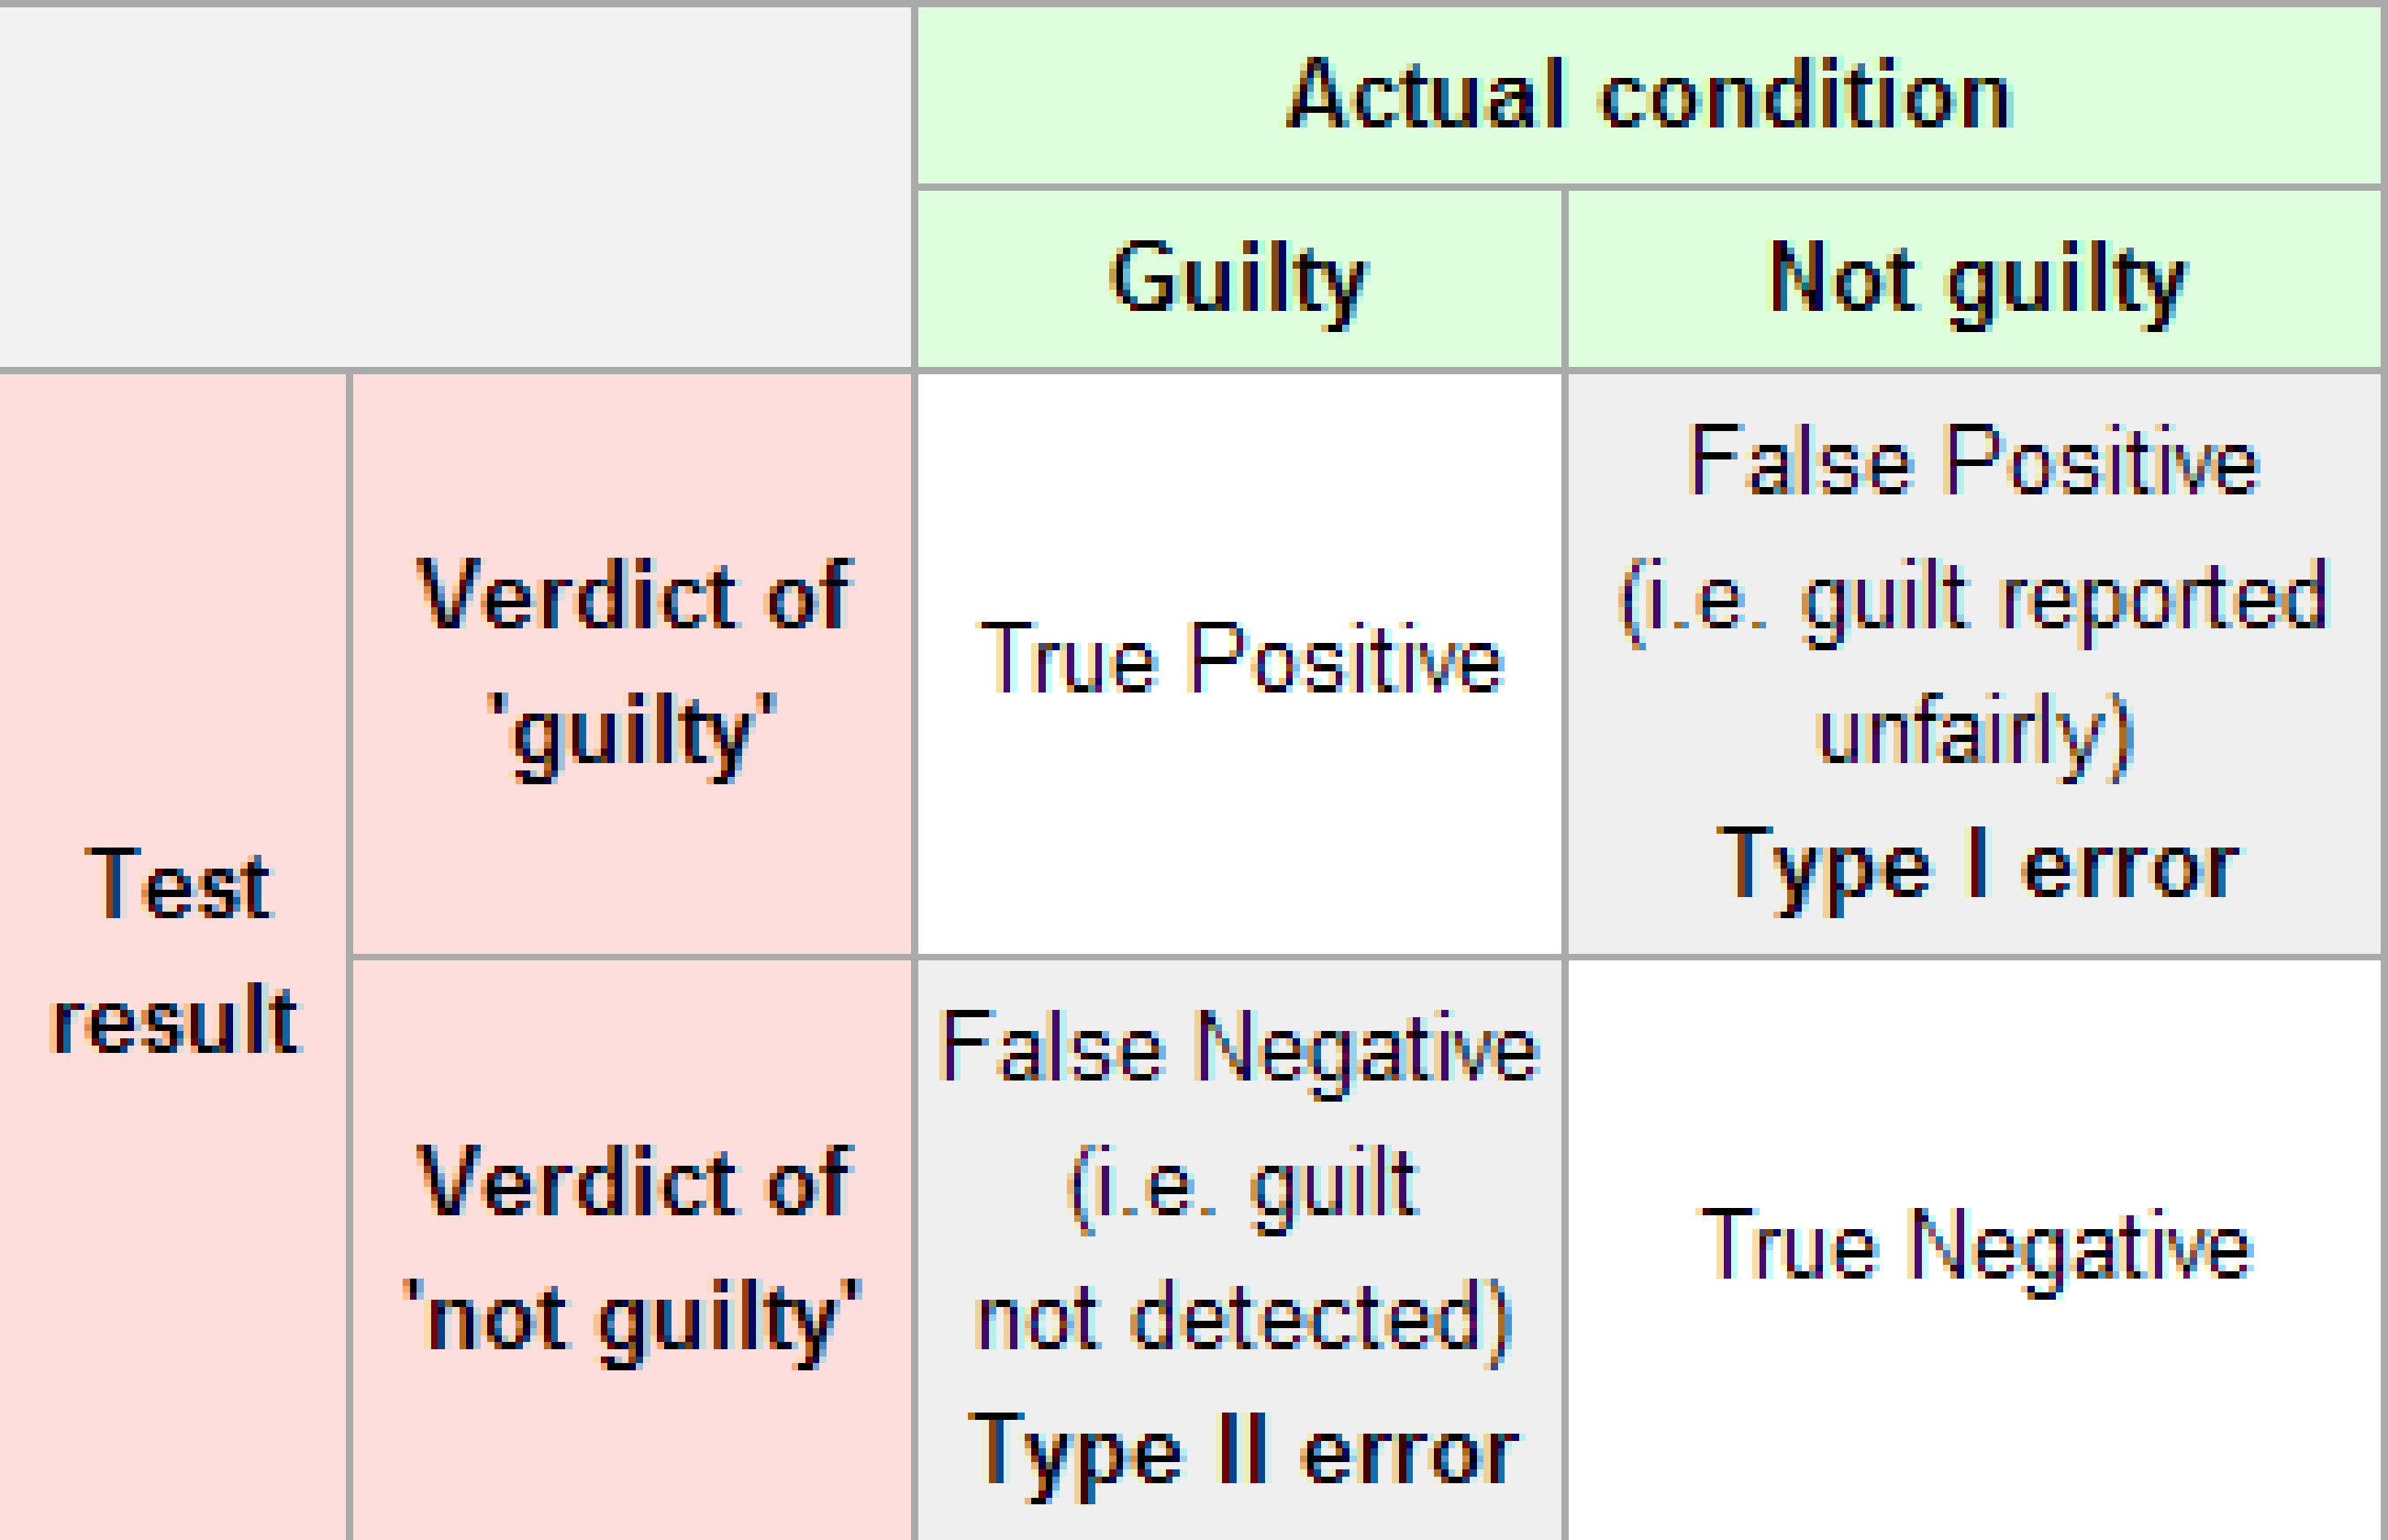 Actual condition
Guilty
Not guilty
Test
result
Verdict of
'guilty'
True Positive
False Positive
(i.e. guilt reported
unfairly)
Type I error
Verdict of
'not guilty'
False Negative
(i.e. guilt
not detected)
Type II error
True Negative